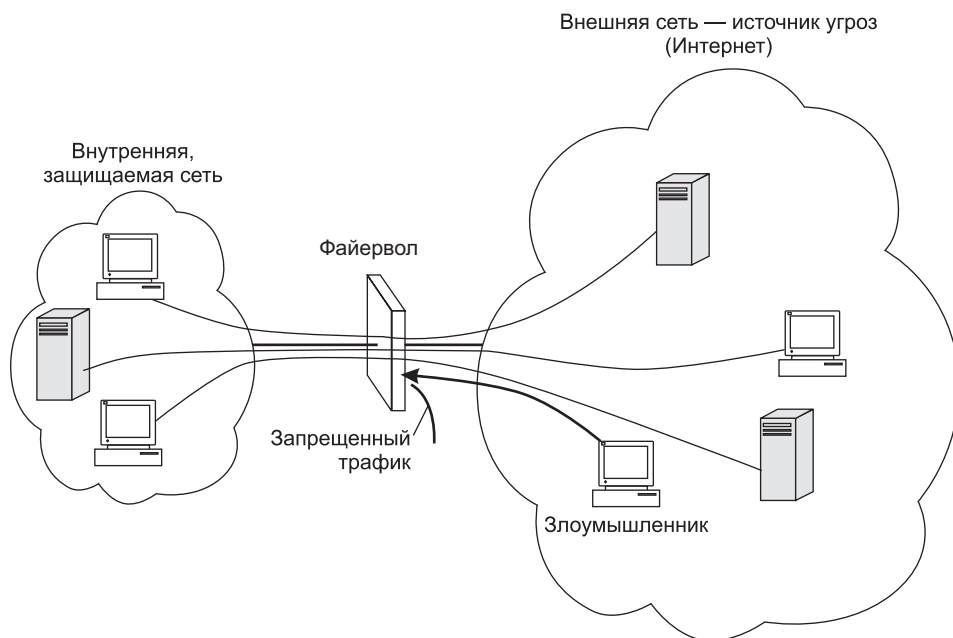 Внешняя сеть — источник угроз
(Интернет)
Внутренняя,
защищаемая сеть
Файервол
Запрещенный
трафик
Злоумышленник